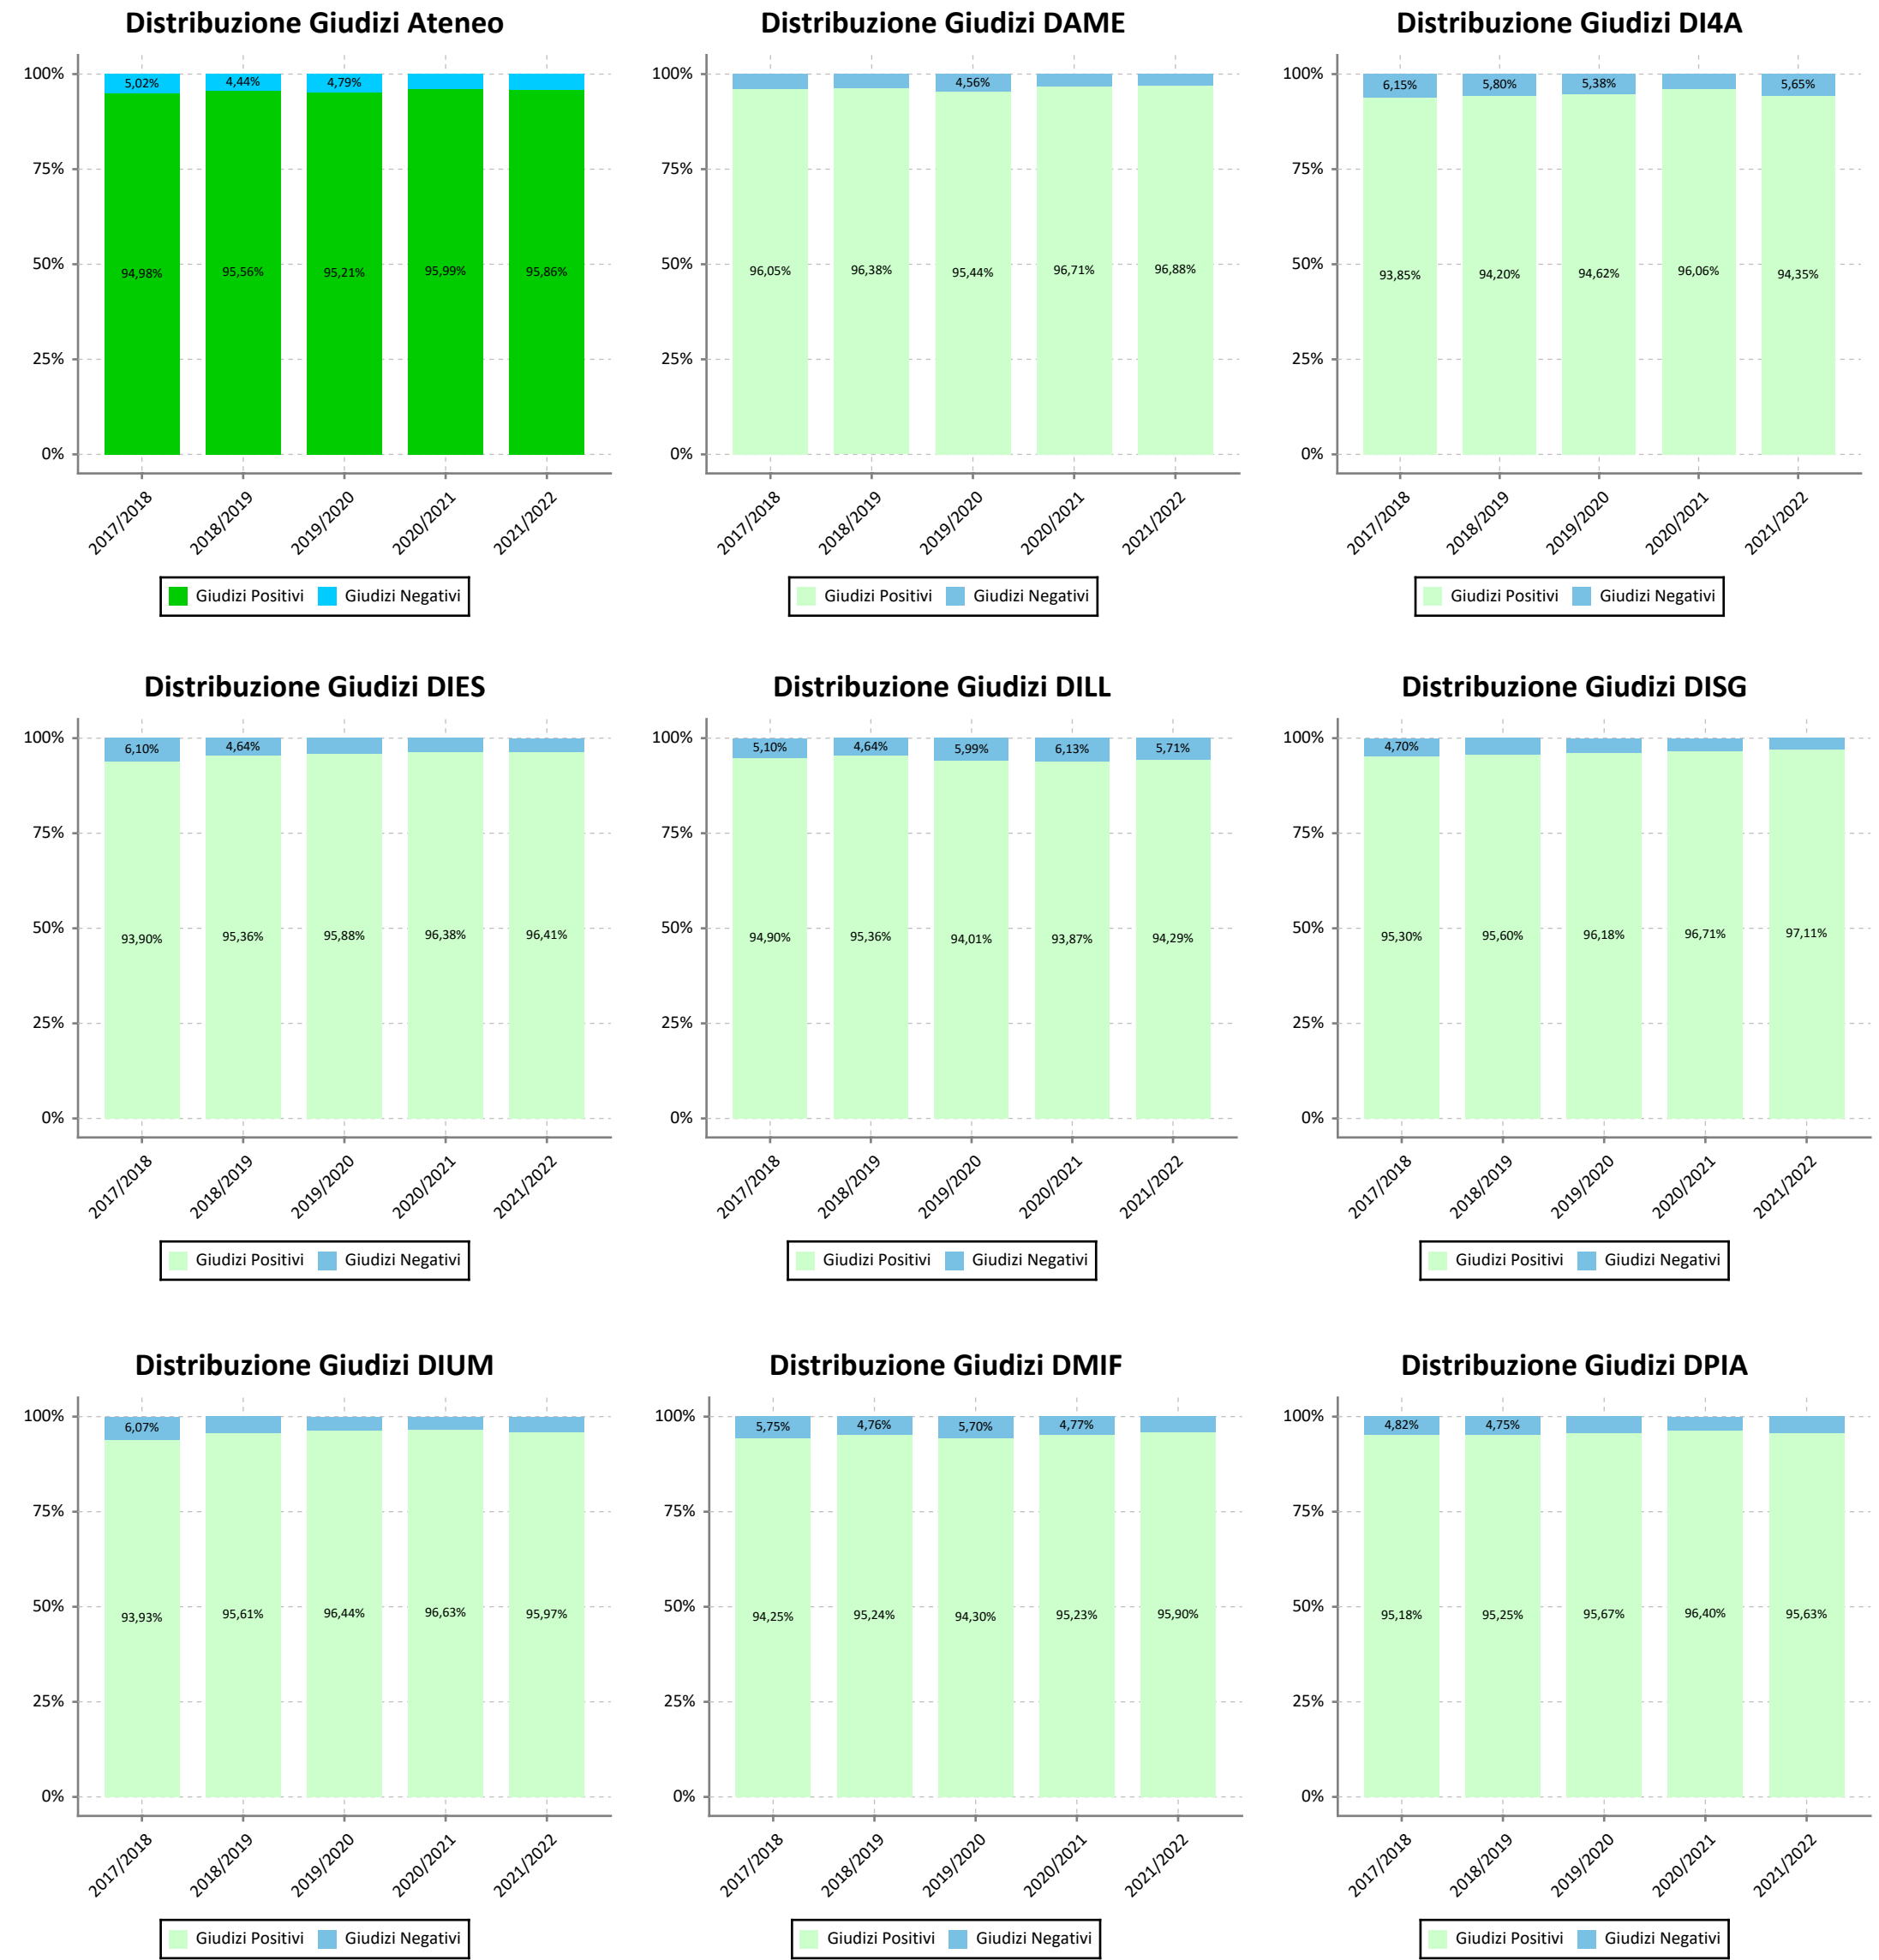 Distribuzione Giudizi Ateneo
100%
75%
50%
25%
0%
5,02% 4,44% 4,79%
94,98% 95,56% 95,21% 95,99% 95,86%
2017/2018 2018/2019 2019/2020 2020/2021 2021/2022
Giudizi Positivi Giudizi Negativi
Distribuzione Giudizi DAME
100%
75%
50%
25%
0%
4,56%
96,05% 96,38% 95,44% 96,71% 96,88%
2017/2018 2018/2019 2019/2020 2020/2021 2021/2022
Giudizi Positivi Giudizi Negativi
Distribuzione Giudizi DI4A
100%
75%
50%
25%
0%
6,15% 5,80% 5,38% 5,65%
93,85% 94,20% 94,62% 96,06% 94,35%
2017/2018 2018/2019 2019/2020 2020/2021 2021/2022
Giudizi Positivi Giudizi Negativi
Distribuzione Giudizi DIES
100%
75%
50%
25%
0%
6,10% 4,64%
93,90% 95,36% 95,88% 96,38% 96,41%
2017/2018 2018/2019 2019/2020 2020/2021 2021/2022
Giudizi Positivi Giudizi Negativi
Distribuzione Giudizi DILL
100%
75%
50%
25%
0%
5,10% 4,64% 5,99% 6,13% 5,71%
94,90% 95,36% 94,01% 93,87% 94,29%
2017/2018 2018/2019 2019/2020 2020/2021 2021/2022
Giudizi Positivi Giudizi Negativi
Distribuzione Giudizi DISG
100%
75%
50%
25%
0%
4,70%
95,30% 95,60% 96,18% 96,71% 97,11%
2017/2018 2018/2019 2019/2020 2020/2021 2021/2022
Giudizi Positivi Giudizi Negativi
Distribuzione Giudizi DIUM
100%
75%
50%
25%
0%
6,07%
93,93% 95,61% 96,44% 96,63% 95,97%
2017/2018 2018/2019 2019/2020 2020/2021 2021/2022
Giudizi Positivi Giudizi Negativi
Distribuzione Giudizi DMIF
100%
75%
50%
25%
0%
5,75% 4,76% 5,70% 4,77%
94,25% 95,24% 94,30% 95,23% 95,90%
2017/2018 2018/2019 2019/2020 2020/2021 2021/2022
Giudizi Positivi Giudizi Negativi
Distribuzione Giudizi DPIA
100%
75%
50%
25%
0%
4,82% 4,75%
95,18% 95,25% 95,67% 96,40% 95,63%
2017/2018 2018/2019 2019/2020 2020/2021 2021/2022
Giudizi Positivi Giudizi Negativi